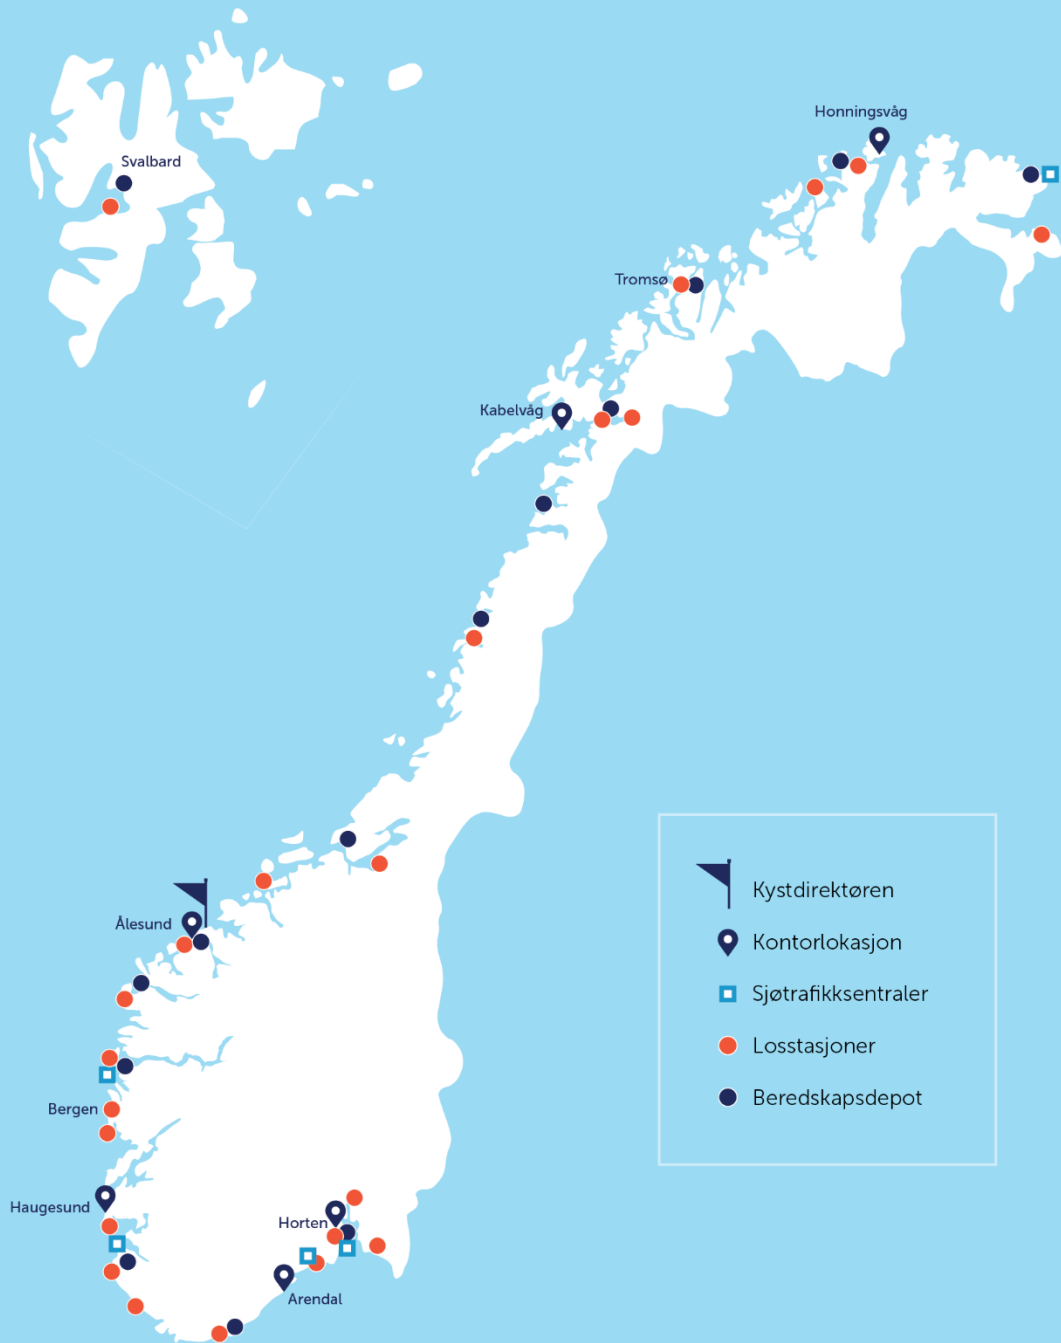 Honningsvåg
Svalbard
Tromsø
Kabelvåg
Ålesund
Bergen
Haugesund
Horten
Arendal
Kystdirektøren
Kontorlokasjon
Sjøtrafikksentraler
Losstasjoner
Beredskapsdepot